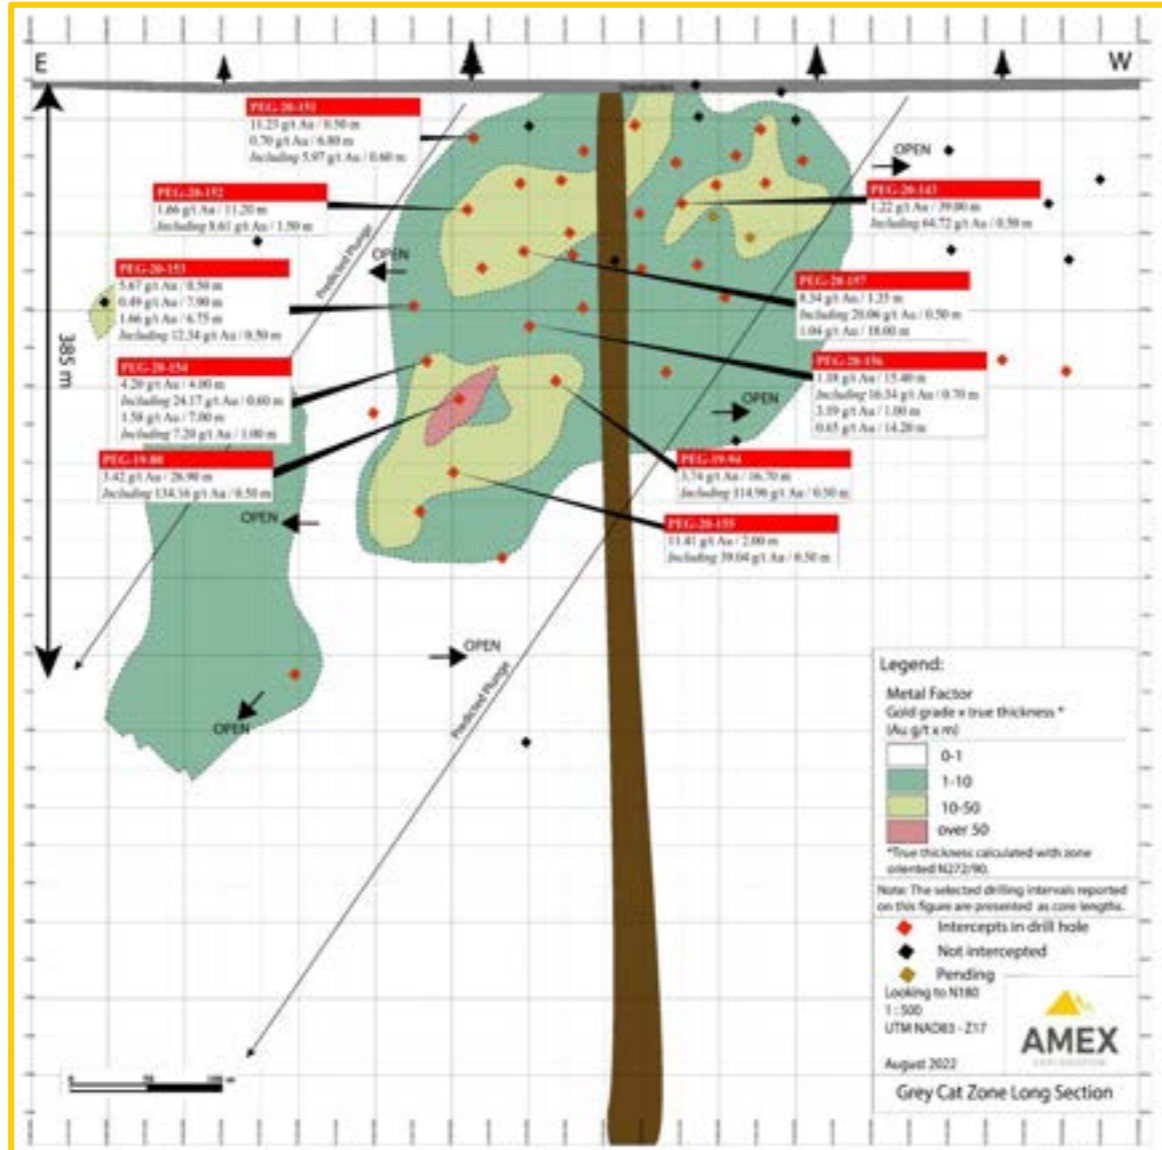 E
W
PEG-20-151
11.23 g/t Au / 0.50 m
0.70 g/t Au / 6.80 m
Including 5.97 g/t Au / 0.60 m
OPEN
PEG-20-152
1.66 g/t Au / 11.20 m
Including 8.61 g/t Au / 1.50 m
PEG-20-143
1.22 g/t Au / 39.00 m
Including 64.72 g/t Au / 0.50 m
Predicted Plunge
OPEN
PEG-20-153
5.67 g/t Au / 0.50 m
0.49 g/t Au / 7.90 m
1.66 g/t Au / 6.75 m
Including 12.34 g/t Au / 0.50 m
PEG-20-157
8.34 g/t Au / 1.35 m
Including 20.06 g/t Au / 0.50 m
1.04 g/t Au / 18.00 m
385 m
PEG-20-154
4.20 g/t Au / 4.00 m
Including 24.17 g/t Au / 0.60 m
1.58 g/t Au / 7.00 m
Including 7.20 g/t Au / 1.00 m
PEG-20-156
1.18 g/t Au / 15.40 m
Including 16.34 g/t Au / 0.70 m
3.19 g/t Au / 1.00 m
0.65 g/t Au / 14.20 m
OPEN
PEG-19-80
3.42 g/t Au / 26.90 m
Including 134.16 g/t Au / 0.50 m
PEG-19-94
3.74 g/t Au / 16.70 m
Including 114.96 g/t Au / 0.50 m
OPEN
PEG-20-155
11.41 g/t Au / 2.00 m
Including 39.04 g/t Au / 0.50 m
OPEN
Predicted Plunge
OPEN
Legend:
Metal Factor
Gold grade x true thickness *
(Au g/t x m)
0-1
1-10
10-50
over 50
*True thickness calculated with zone
oriented N272/90.
Note: The selected drilling intervals reported
on this figure are presented as core lengths.
Intercepts in drill hole
Not intercepted
Pending
Looking to N180
1 : 500
UTM NAD83 - Z17
August 2022
AMEX
Grey Cat Zone Long Section